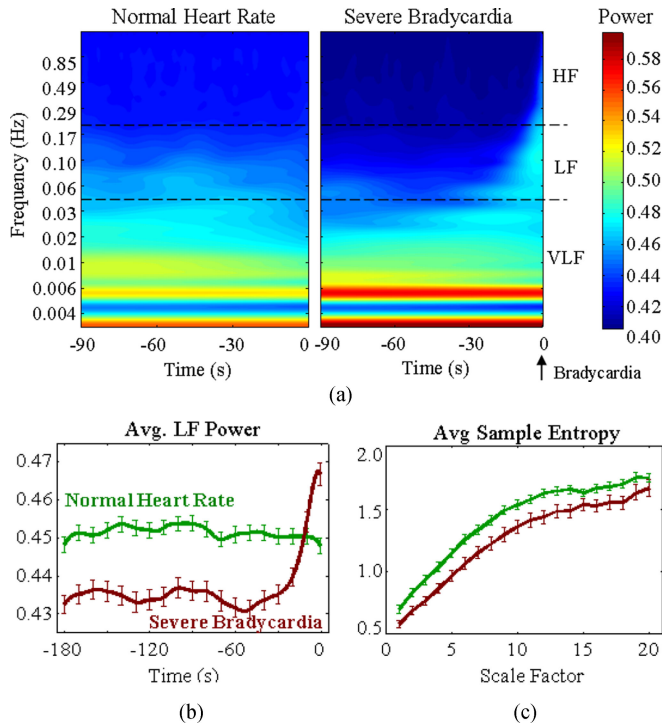 (a)
Normal Heart Rate
Severe Bradycardia
Power
Frequency (Hz)
0.85
0.49
0.29
0.17
0.10
0.06
0.03
0.02
0.01
0.006
0.004
HF
LF
VLF
0.58
0.56
0.54
0.52
0.50
0.48
0.46
0.44
0.42
0.40
-90 -60 -30 0
-90 -60 -30 0
Time (s)
Time (s)
Bradycardia
(a)
Avg. LF Power
0.47
0.46
0.45
0.44
0.43
Normal Heart Rate
Severe Bradycardia
-180 -120 -60 0
Time (s)
(b)
Avg Sample Entropy
2.0
1.5
1.0
0.5
0 5 10 15 20
Scale Factor
(c)